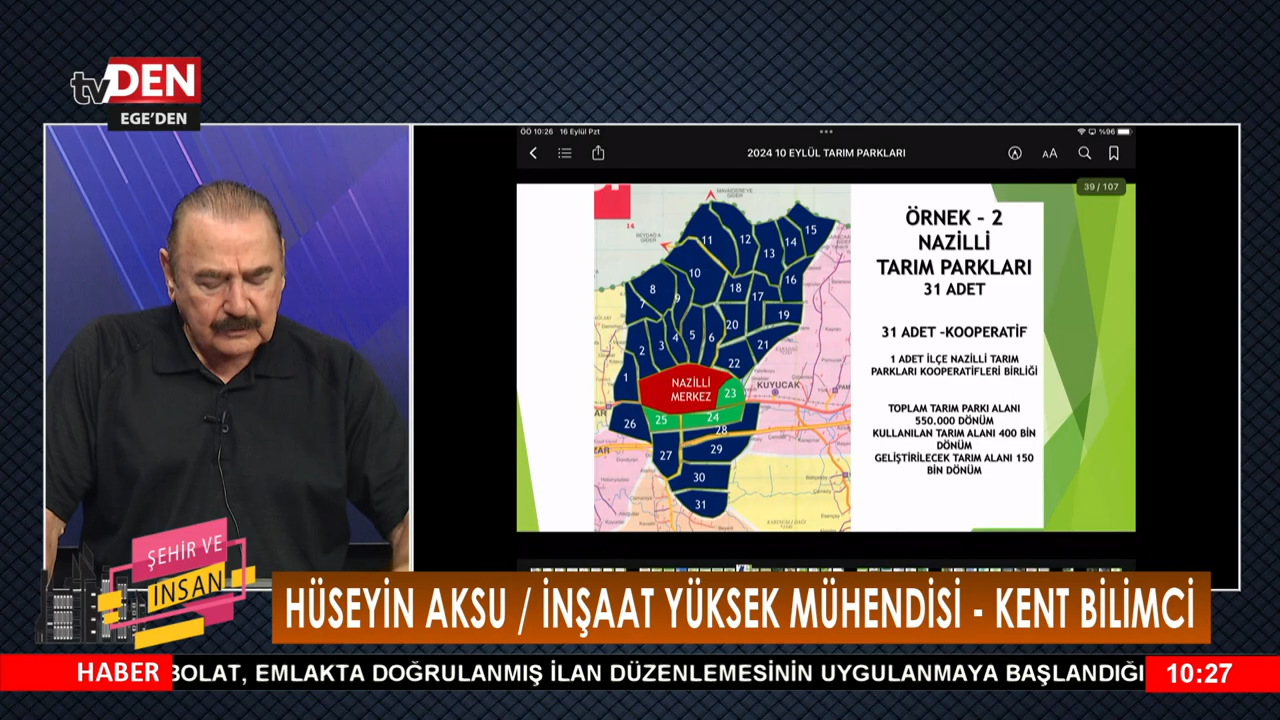 tvDEN
EGE'DEN
ÖÖ 10:26 16 Eylül Pzt
%96
2024 10 EYLÜL TARIM PARKLARI
AA
39 / 107
ÖRNEK - 2
NAZİLLİ
TARIM PARKLARI
31 ADET
31 ADET -KOOPERATİF
1 ADET İLÇE NAZİLLİ TARIM
PARKLARI KOOPERATİFLERİ BİRLİĞİ
TOPLAM TARIM PARKI ALANI
550.000 DÖNÜM
KULLANILAN TARIM ALANI 400 BİN
DÖNÜM
GELİŞTİRİLECEK TARIM ALANI 150
BİN DÖNÜM
14
11
12
13
14
15
10
16
8
9
18
17
7
19
20
2
3
4
5
6
21
22
1
NAZİLLİ
MERKEZ
23
KUYUCAK
25
24
26
28
27
29
30
31
ŞEHİR VE
İNSAN
HÜSEYİN AKSU / İNŞAAT YÜKSEK MÜHENDİSİ - KENT BİLİMCİ
HABER
BOLAT, EMLAKTA DOĞRULANMIŞ İLAN DÜZENLEMESİNİN UYGULANMAYA BAŞLANDIĞI
10:27